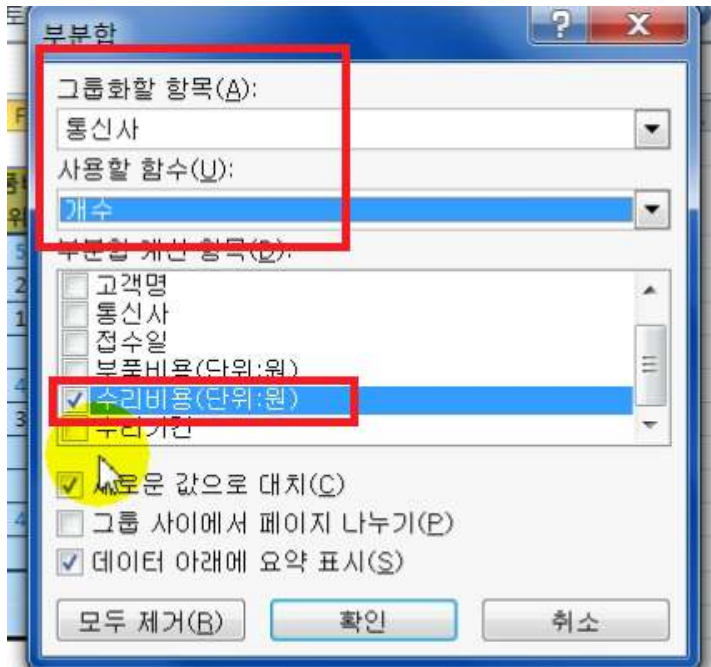 부분합
그룹화할 항목(A):
통신사
사용할 함수(U):
개수
부분합 계산 항목(D):
고객명
통신사
접수일
부품비용(단위:원)
수리비용(단위:원)
수리기간
새로운 값으로 대치(C)
그룹 사이에서 페이지 나누기(P)
데이터 아래에 요약 표시(S)
모두 제거(R) 확인 취소